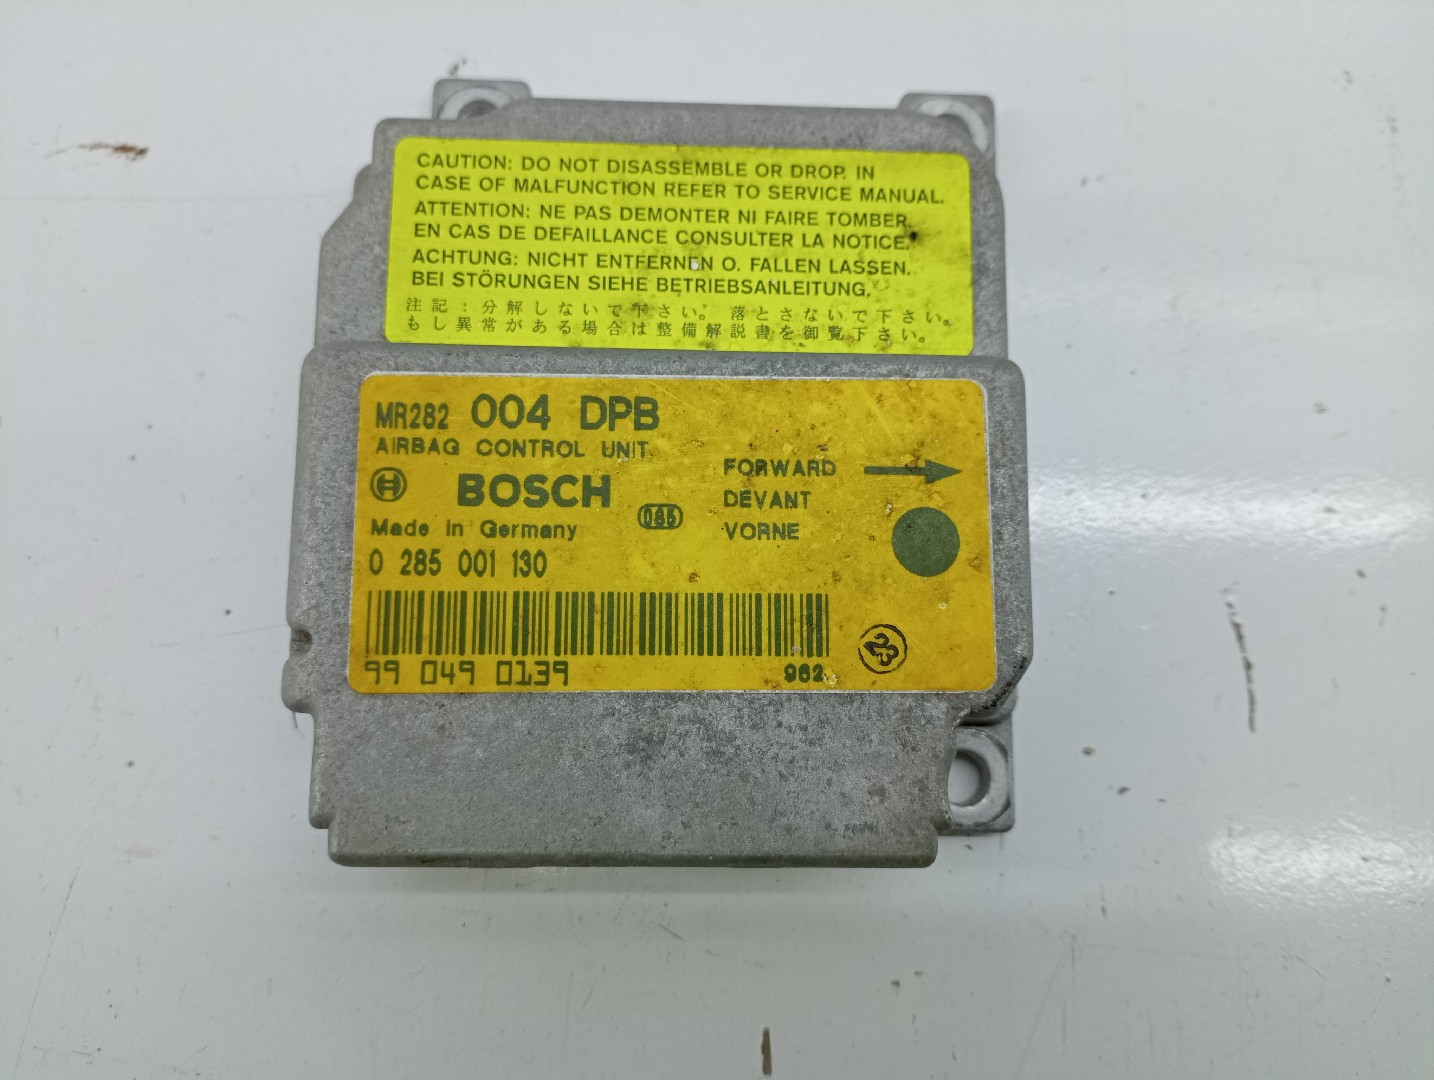 CAUTION: DO NOT DISASSEMBLE OR DROP. IN
CASE OF MALFUNCTION REFER TO SERVICE MANUAL.
ATTENTION: NE PAS DEMONTER NI FAIRE TOMBER.
EN CAS DE DEFAILLANCE CONSULTER LA NOTICE.
ACHTUNG: NICHT ENTFERNEN O. FALLEN LASSEN.
BEI STÖRUNGEN SIEHE BETRIEBSANLEITUNG.
注記：分解しないで下さい。落とさないで下さい。
もし異常がある場合は整備解説書を御覧下さい。
MR282 004 DPB
AIRBAG CONTROL UNIT
BOSCH
085
Made in Germany
0 285 001 130
FORWARD
DEVANT
VORNE
99 049 0139
962
23